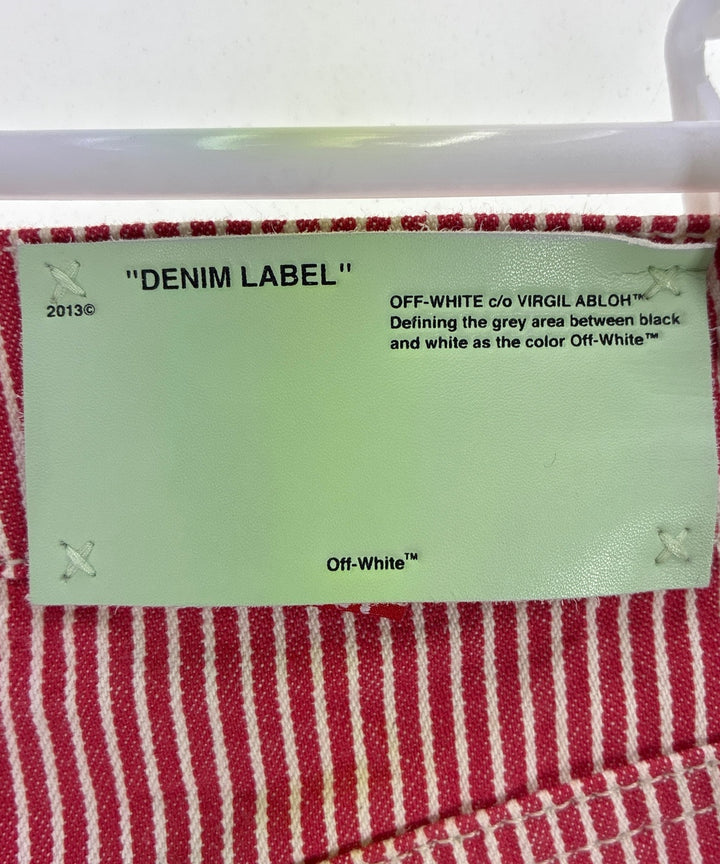 "DENIM LABEL"
2013©
OFF-WHITE c/o VIRGIL ABLOH™
Defining the grey area between black
and white as the color Off-White™
Off-White™